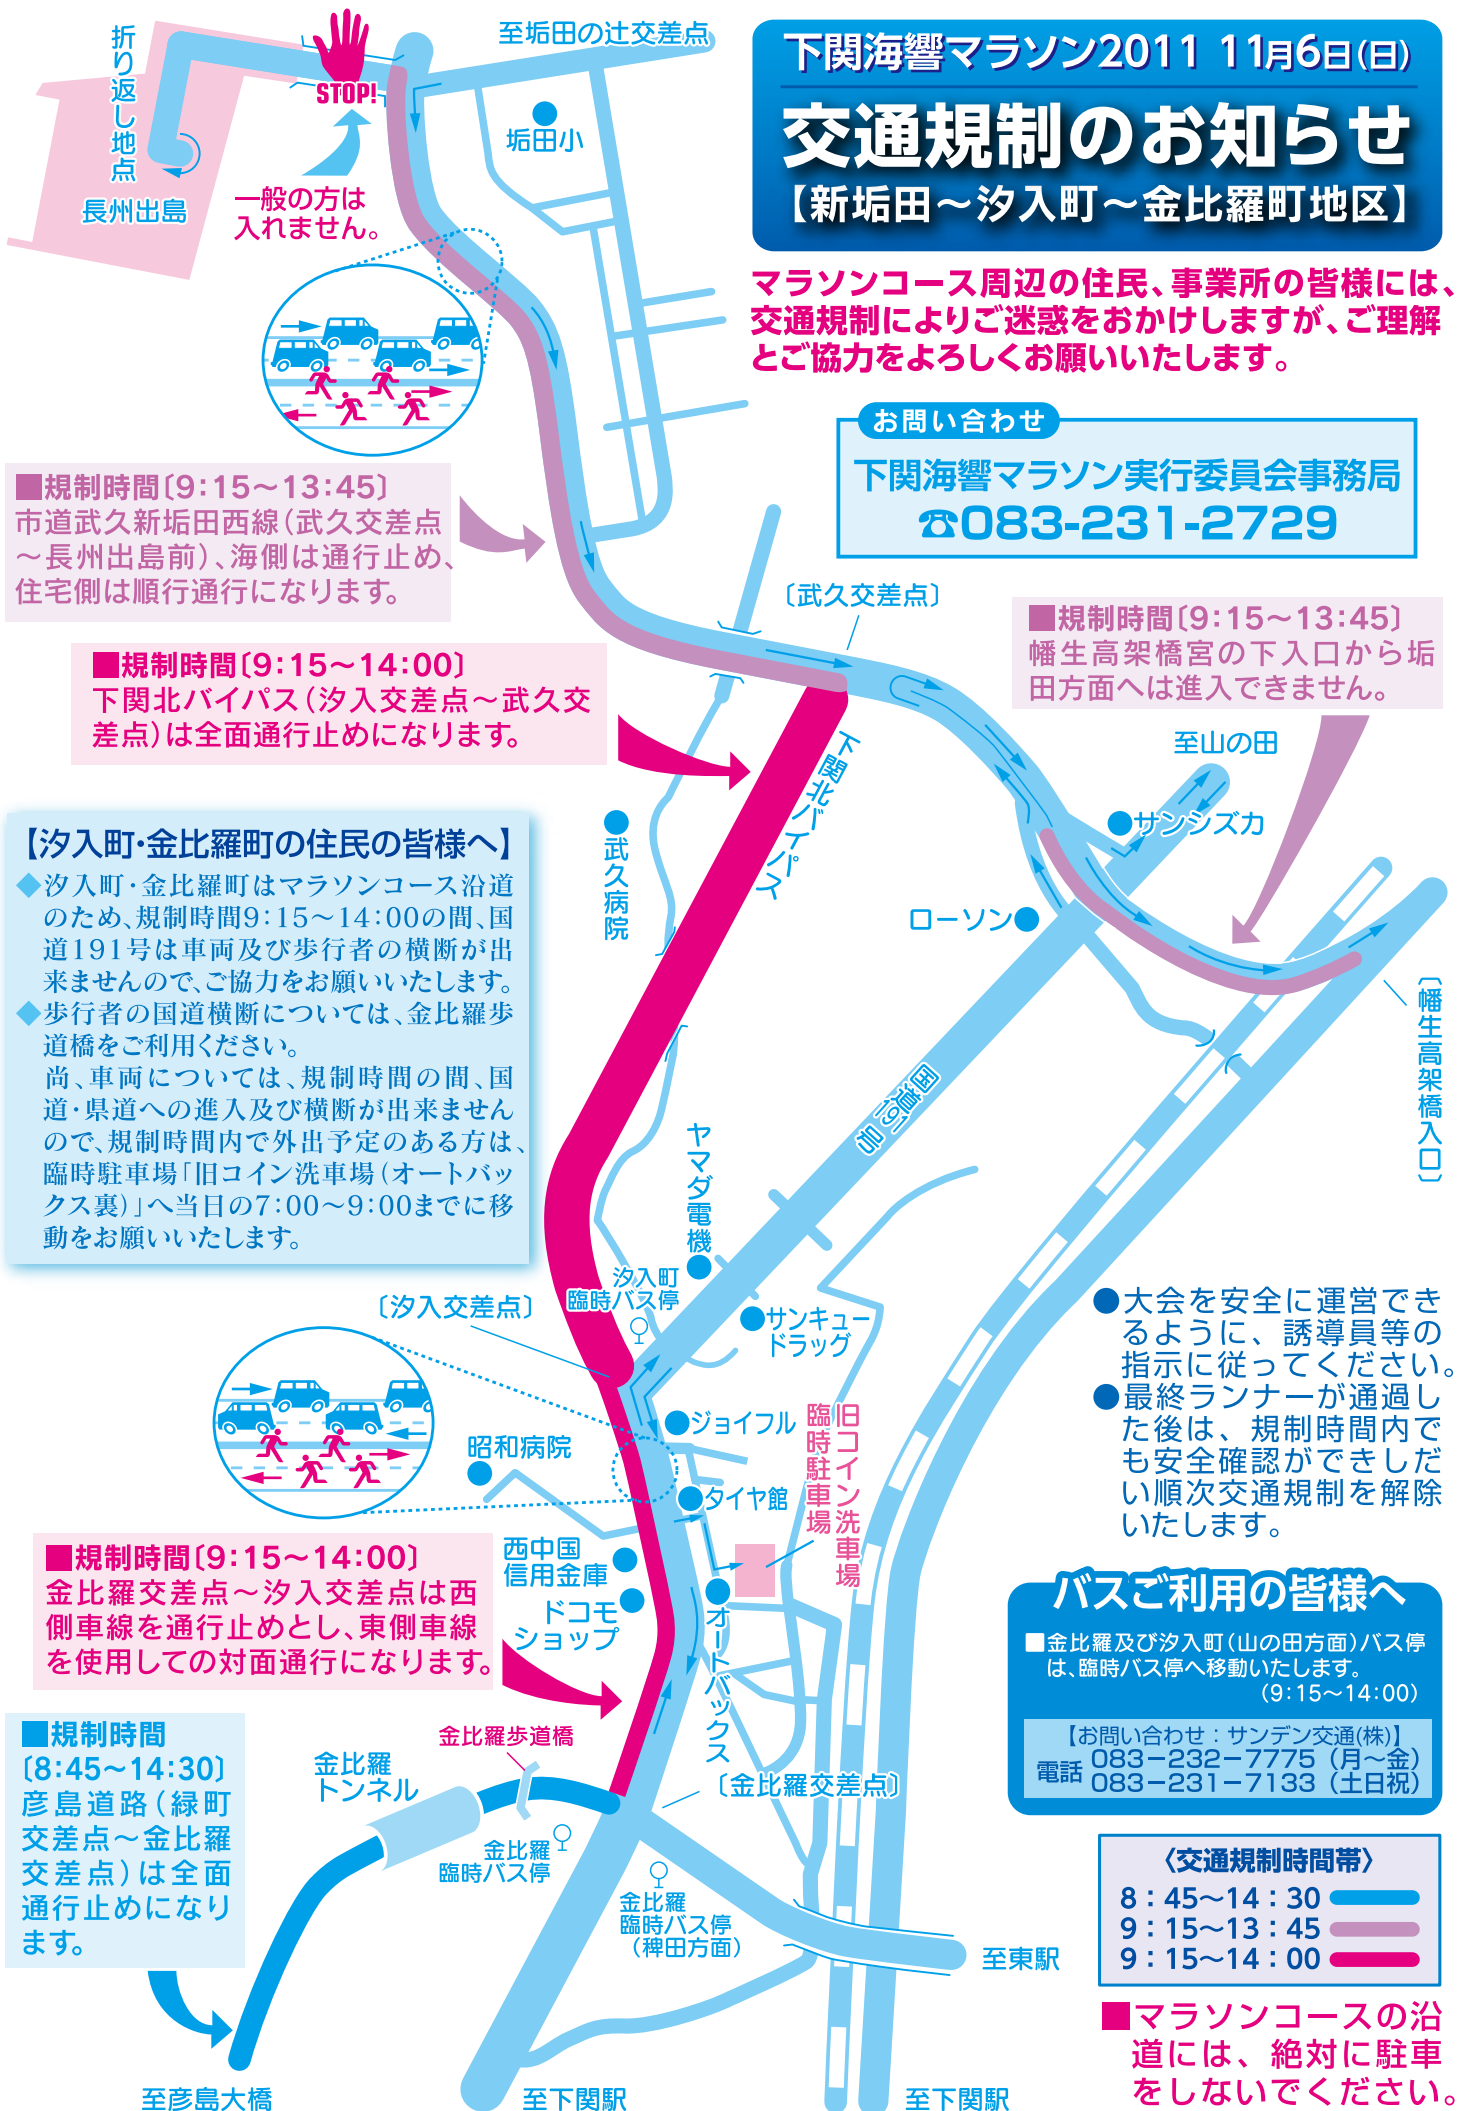 下関海響マラソン2011 11月6日(日)
交通規制のお知らせ
【新垢田～汐入町～金比羅町地区】
マラソンコース周辺の住民、事業所の皆様には、
交通規制によりご迷惑をおかけしますが、ご理解
とご協力をよろしくお願いいたします。
お問い合わせ
下関海響マラソン実行委員会事務局
☎083-231-2729
至垢田の辻交差点
折り返し地点
長州出島
STOP!
一般の方は
入れません。
垢田小
■規制時間〔9：15～13：45〕
市道武久新垢田西線（武久交差点
～長州出島前）、海側は通行止め、
住宅側は順行通行になります。
〔武久交差点〕
■規制時間〔9：15～13：45〕
幡生高架橋宮の下入口から垢
田方面へは進入できません。
■規制時間〔9：15～14：00〕
下関北バイパス（汐入交差点～武久交
差点）は全面通行止めになります。
下関北バイパス
至山の田
サンシズカ
武久病院
ローソン
〔幡生高架橋入口〕
国道191号
【汐入町・金比羅町の住民の皆様へ】
◆汐入町・金比羅町はマラソンコース沿道
のため、規制時間9：15～14：00の間、国
道191号は車両及び歩行者の横断が出
来ませんので、ご協力をお願いいたします。
◆歩行者の国道横断については、金比羅歩
道橋をご利用ください。
尚、車両については、規制時間の間、国
道・県道への進入及び横断が出来ません
ので、規制時間内で外出予定のある方は、
臨時駐車場「旧コイン洗車場（オートバッ
クス裏）」へ当日の7：00～9：00までに移
動をお願いいたします。
ヤマダ電機
汐入町
臨時バス停
〔汐入交差点〕
サンキュー
ドラッグ
ジョイフル
旧コイン洗車場
臨時駐車場
昭和病院
タイヤ館
西中国
信用金庫
ドコモ
ショップ
オートバックス
●大会を安全に運営でき
るように、誘導員等の
指示に従ってください。
●最終ランナーが通過し
た後は、規制時間内で
も安全確認ができしだ
い順次交通規制を解除
いたします。
■規制時間〔9：15～14：00〕
金比羅交差点～汐入交差点は西
側車線を通行止めとし、東側車線
を使用しての対面通行になります。
バスご利用の皆様へ
■金比羅及び汐入町（山の田方面）バス停
は、臨時バス停へ移動いたします。
（9：15～14：00）
【お問い合わせ：サンデン交通(株)】
電話 083－232－7775（月～金）
083－231－7133（土日祝）
■規制時間
〔8：45～14：30〕
彦島道路（緑町
交差点～金比羅
交差点）は全面
通行止めになり
ます。
金比羅歩道橋
金比羅
トンネル
〔金比羅交差点〕
金比羅
臨時バス停
金比羅
臨時バス停
（稗田方面）
至東駅
〈交通規制時間帯〉
8：45～14：30
9：15～13：45
9：15～14：00
■マラソンコースの沿
道には、絶対に駐車
をしないでください。
至彦島大橋
至下関駅
至下関駅